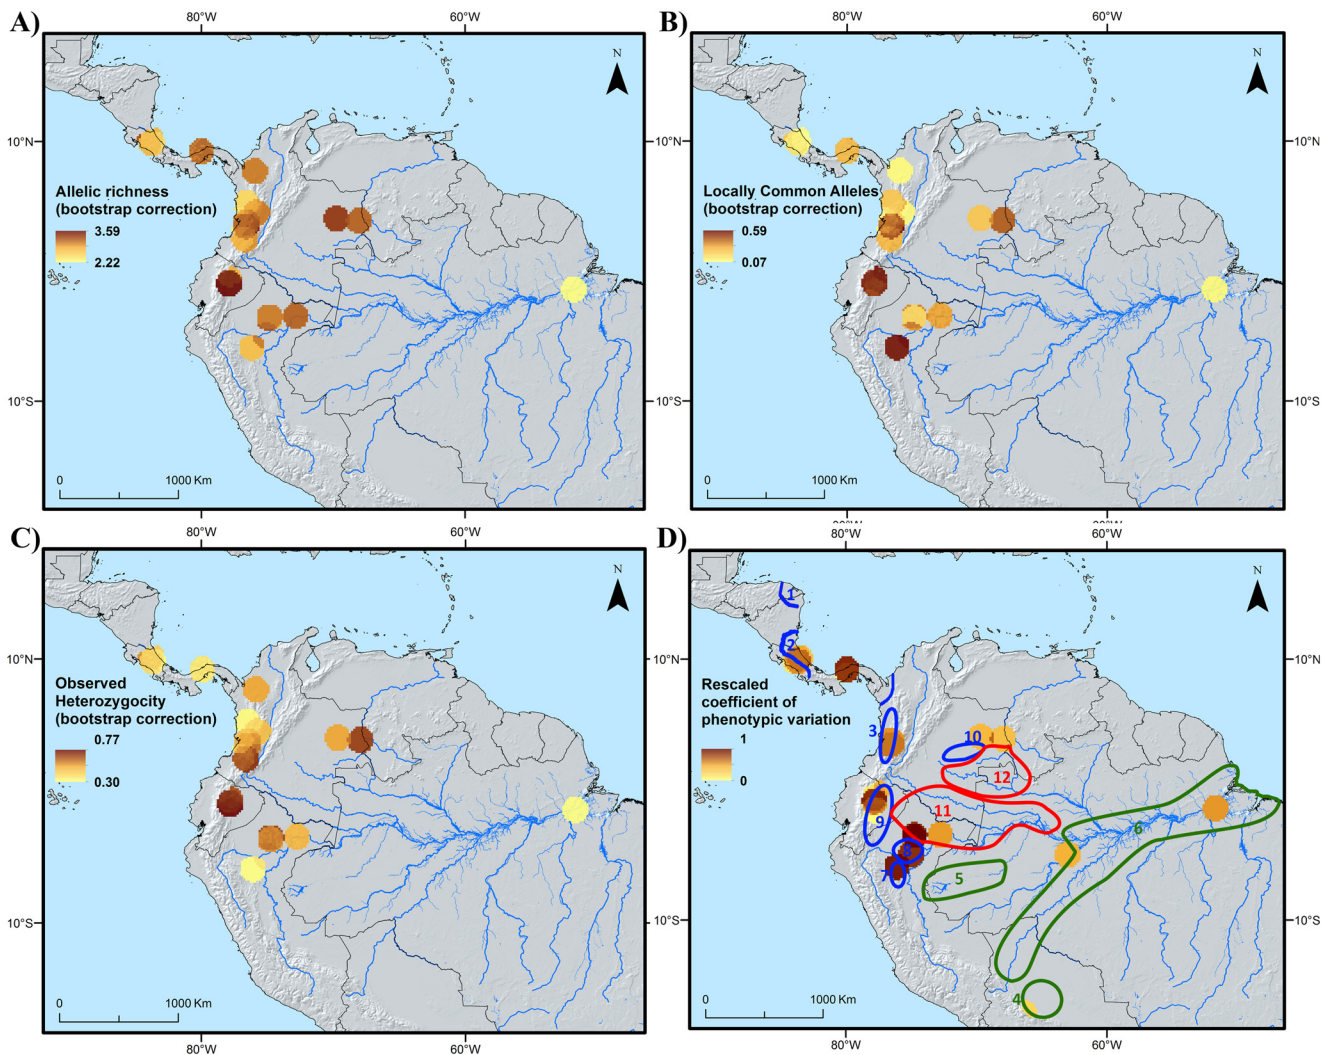 A)
80°W
60°W
N
10°N
10°S
Allelic richness
(bootstrap correction)
3.59
2.22
0
1000 Km
B)
80°W
60°W
N
10°N
10°S
Locally Common Alleles
(bootstrap correction)
0.59
0.07
0
1000 Km
C)
80°W
60°W
N
10°N
10°S
Observed
Heterozygocity
(bootstrap correction)
0.77
0.30
0
1000 Km
80°W
60°W
D)
80°W
60°W
N
10°N
10°S
Rescaled
coefficient of
phenotypic variation
1
0
1
2
3
10
12
11
9
8
7
5
6
4
0
1000 Km
80°W
60°W